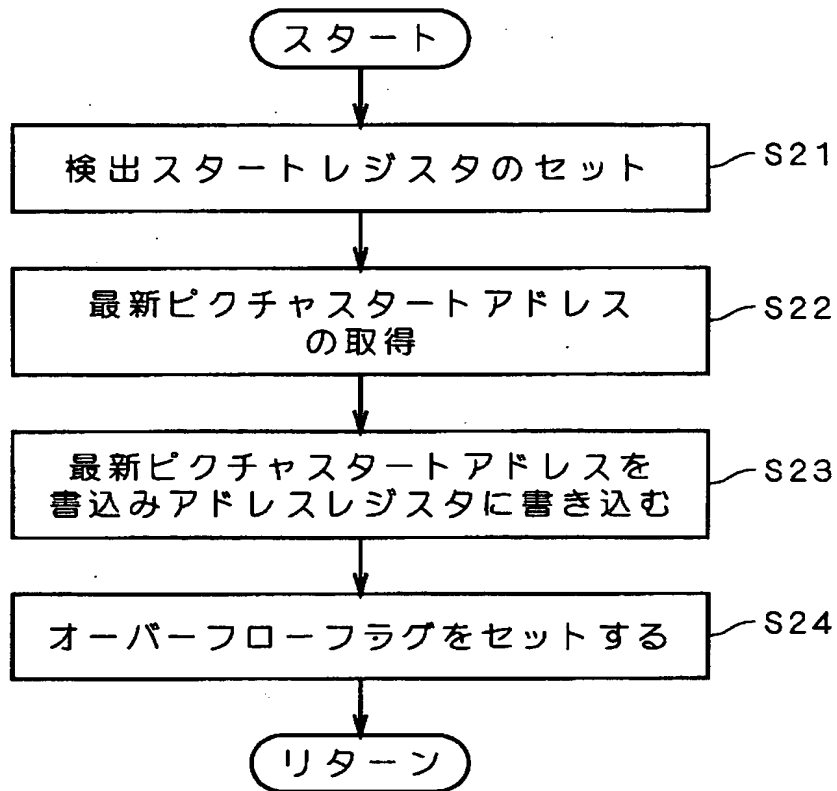 スタート
検出スタートレジスタのセット
S21
最新ピクチャスタートアドレス
の取得
S22
最新ピクチャスタートアドレスを
書込みアドレスレジスタに書き込む
S23
オーバーフローフラグをセットする
S24
リターン